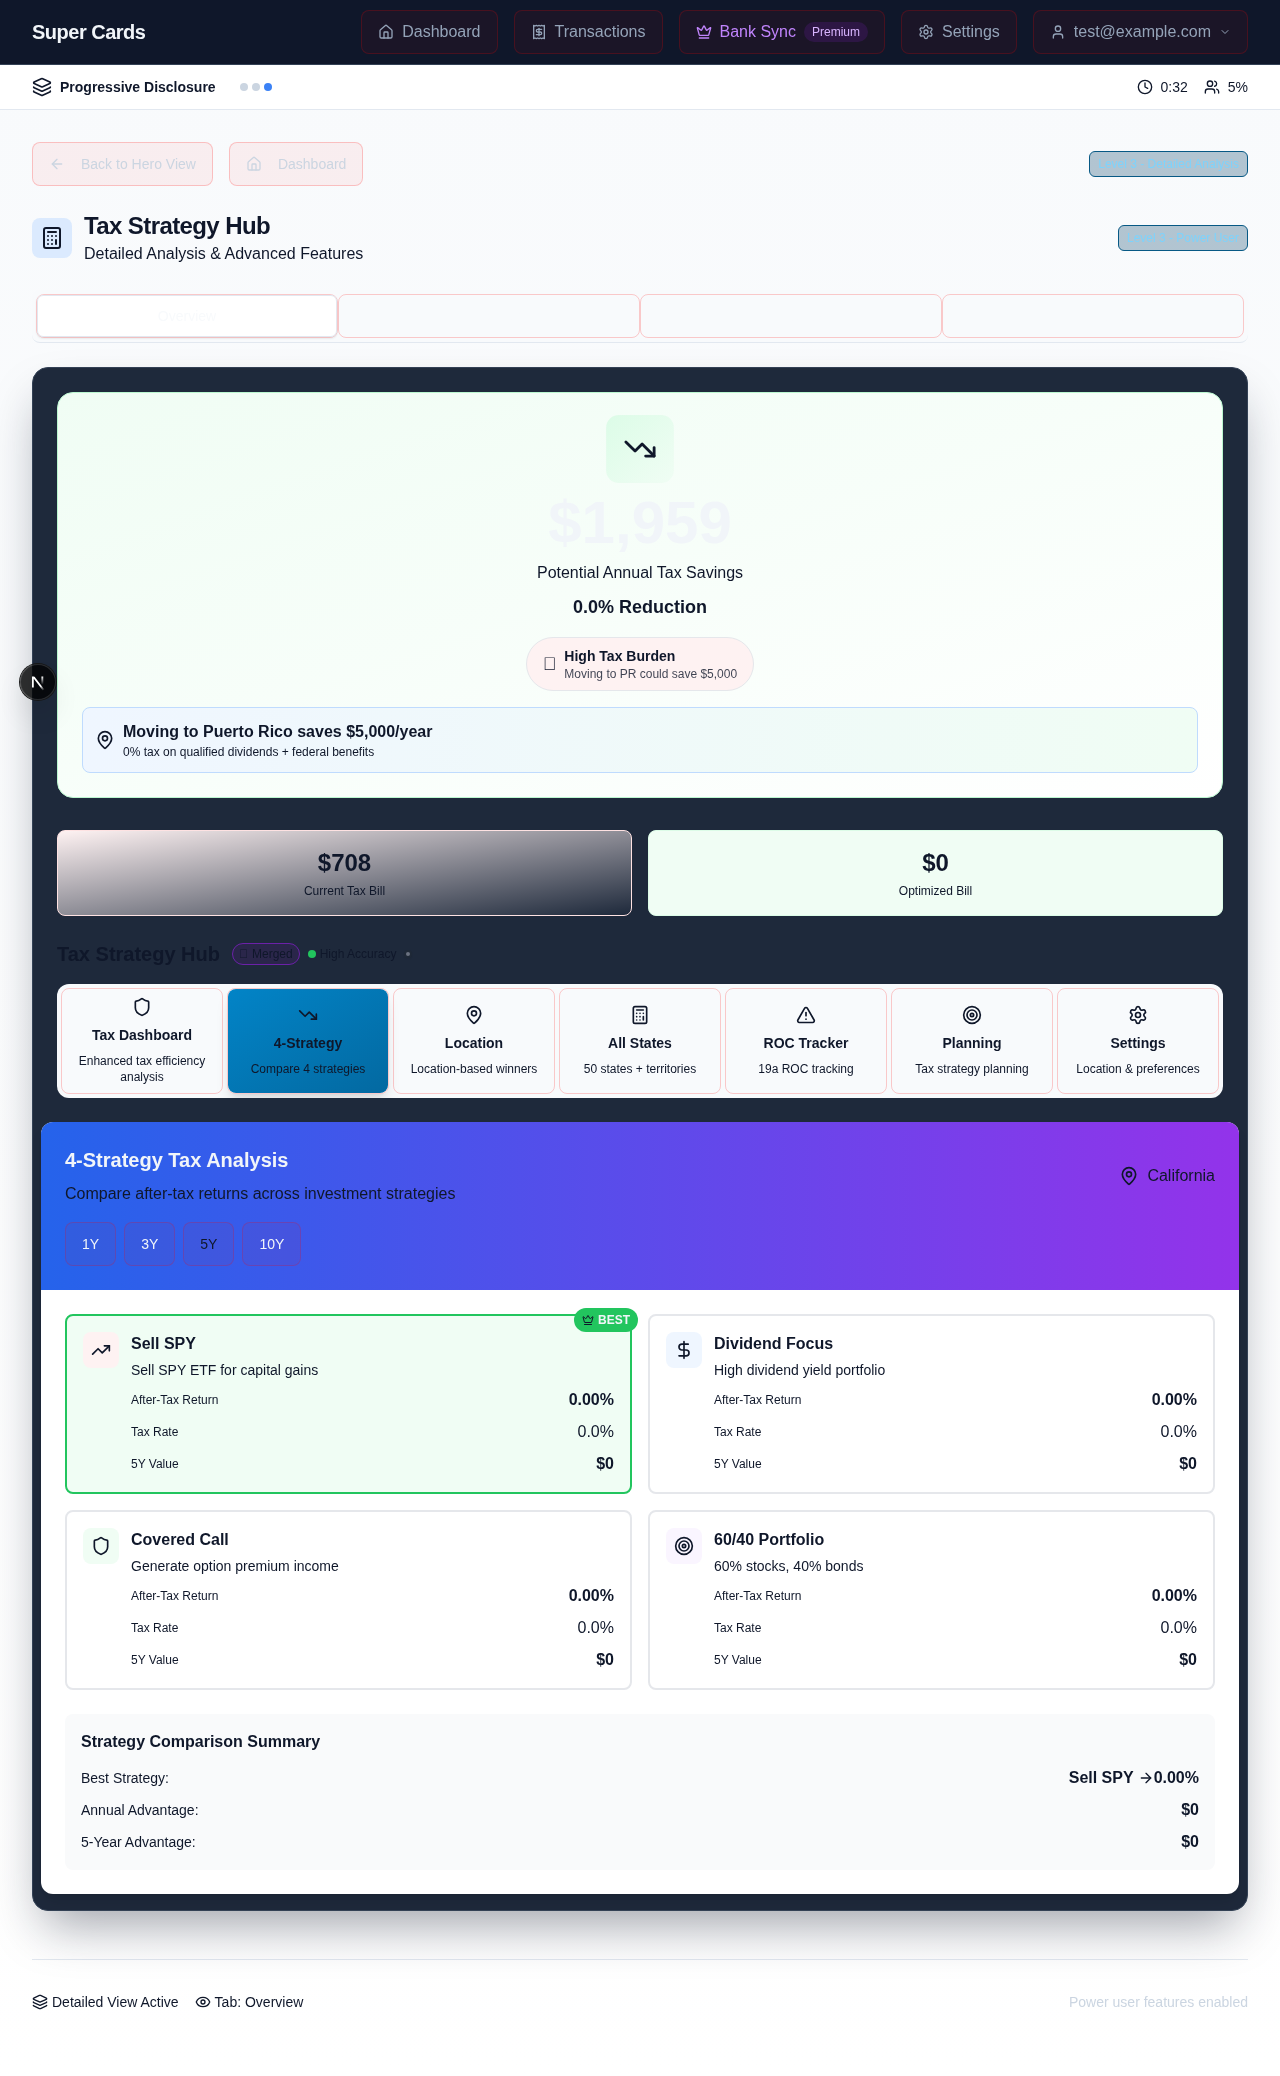 Super Cards
Dashboard
Transactions
Bank Sync Premium
Settings
test@example.com
Progressive Disclosure
0:32
5%
Back to Hero View
Dashboard
Tax Strategy Hub
Detailed Analysis & Advanced Features
Overview
$1,959
Potential Annual Tax Savings
0.0% Reduction
High Tax Burden
Moving to PR could save $5,000
N
Moving to Puerto Rico saves $5,000/year
0% tax on qualified dividends + federal benefits
$708
Current Tax Bill
$0
Optimized Bill
Tax Strategy Hub
Merged
High Accuracy
Tax Dashboard
Enhanced tax efficiency
analysis
4-Strategy
Compare 4 strategies
Location
Location-based winners
All States
50 states + territories
ROC Tracker
19a ROC tracking
Planning
Tax strategy planning
Settings
Location & preferences
4-Strategy Tax Analysis
Compare after-tax returns across investment strategies
California
1Y
3Y
5Y
10Y
BEST
Sell SPY
Sell SPY ETF for capital gains
After-Tax Return 0.00%
Tax Rate 0.0%
5Y Value $0
Dividend Focus
High dividend yield portfolio
After-Tax Return 0.00%
Tax Rate 0.0%
5Y Value $0
Covered Call
Generate option premium income
After-Tax Return 0.00%
Tax Rate 0.0%
5Y Value $0
60/40 Portfolio
60% stocks, 40% bonds
After-Tax Return 0.00%
Tax Rate 0.0%
5Y Value $0
Strategy Comparison Summary
Best Strategy: Sell SPY →0.00%
Annual Advantage: $0
5-Year Advantage: $0
Detailed View Active
Tab: Overview
Power user features enabled